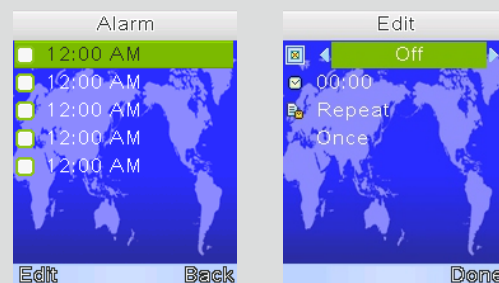 Alarm
12:00 AM
12:00 AM
12:00 AM
12:00 AM
12:00 AM
Edit Back
Edit
Off
00:00
Repeat
Once
Done